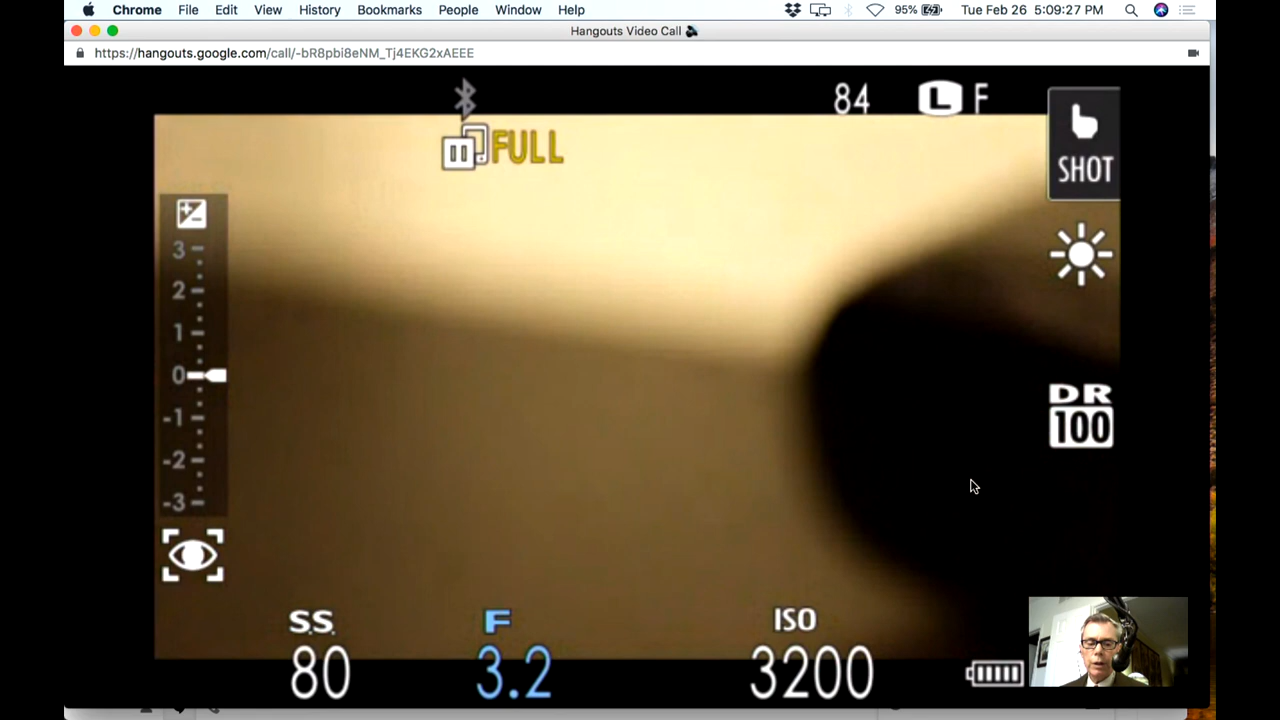 Chrome File Edit View History Bookmarks People Window Help 95% Tue Feb 26 5:09:27 PM
Hangouts Video Call
https://hangouts.google.com/call/-bR8pbi8eNM_Tj4EKG2xAEEE
84 L F
FULL
SHOT
3
2
1
0
-1
-2
-3
DR
100
S.S. F ISO
80 3.2 3200